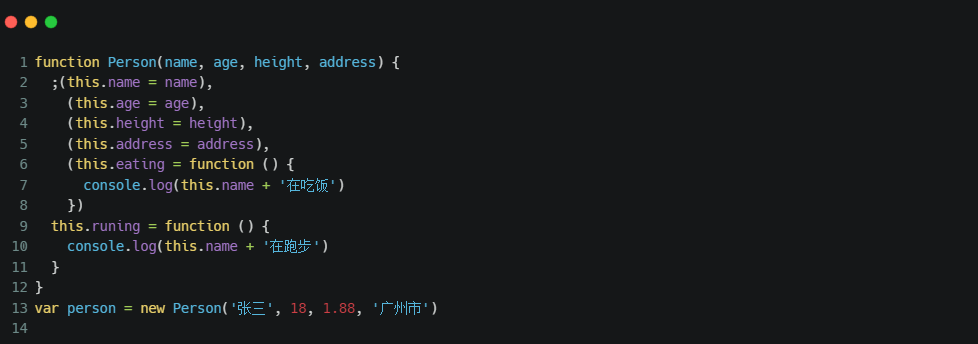 1 function Person(name, age, height, address) {
2   ;(this.name = name),
3     (this.age = age),
4     (this.height = height),
5     (this.address = address),
6     (this.eating = function () {
7       console.log(this.name + '在吃饭')
8     })
9   this.runing = function () {
10     console.log(this.name + '在跑步')
11   }
12 }
13 var person = new Person('张三', 18, 1.88, '广州市')
14